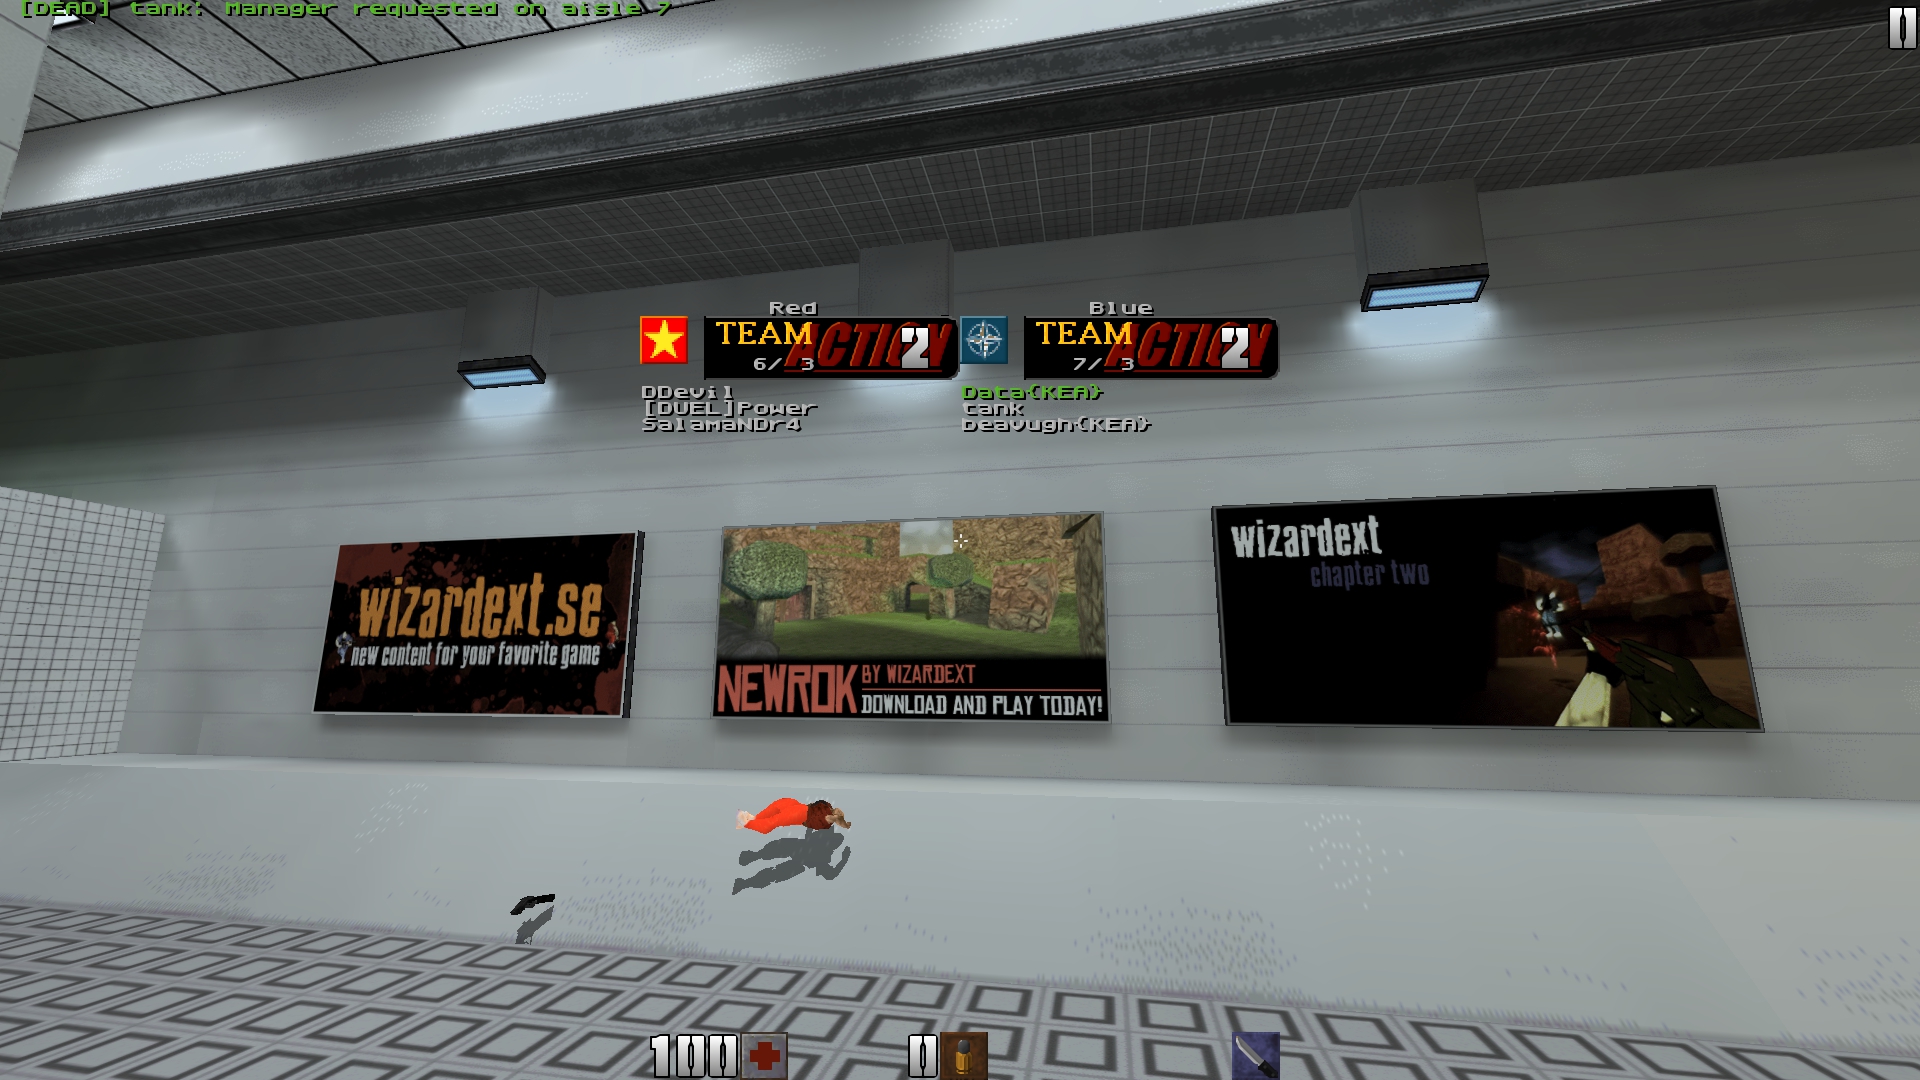 [DEAD] tank: Manager requested on aisle 7
0
Red
Blue
TEAM ACTION 2
TEAM ACTION 2
6/ 3
7/ 3
DDevil
[DUEL]Power
SalamaNDr4
Data{KEA}
tank
beavugh{KEA}
wizardext.se
new content for your favorite game
NEWROK BY WIZARDEXT
DOWNLOAD AND PLAY TODAY!
wizardext
chapter two
100
0